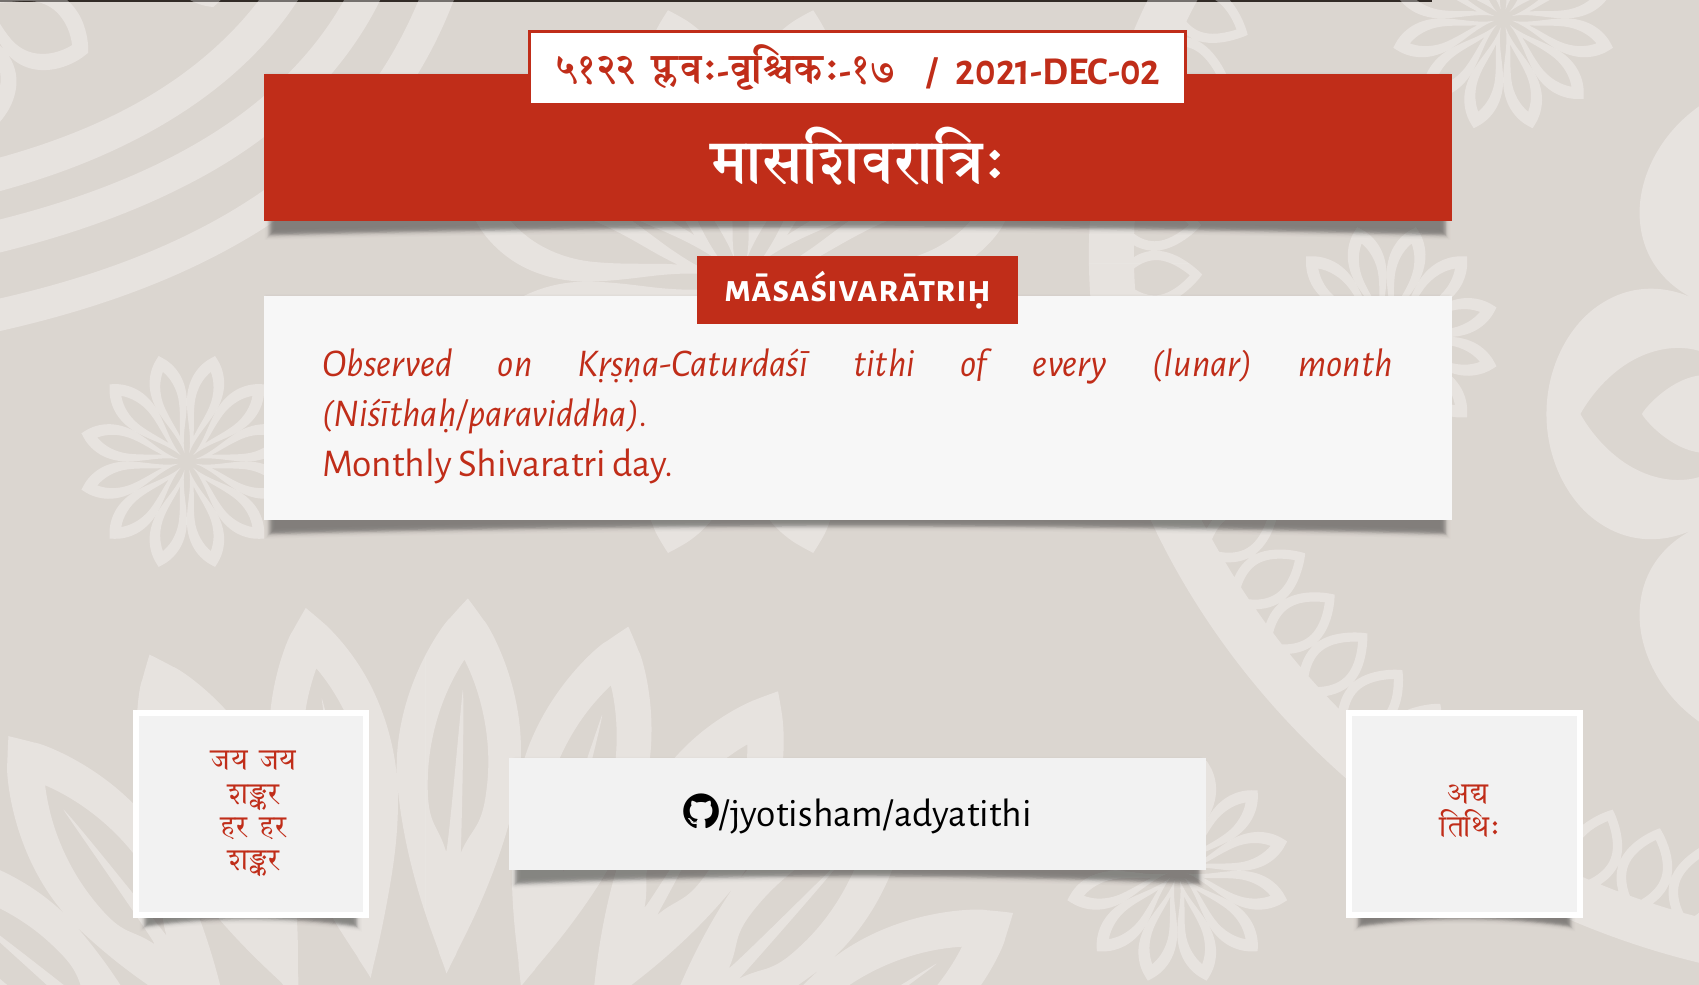 ५१२२ प्लवः-वृश्चिकः-१७ / 2021-DEC-02
मासशिवरात्रिः
MĀSAŚIVARĀTRIḤ
Observed on Kṛṣṇa-Caturdaśī tithi of every (lunar) month
(Niśīthaḥ/paraviddha).
Monthly Shivaratri day.
जय जय
शङ्कर
हर हर
शङ्कर
/jyotisham/adyatithi
अद्य
तिथिः